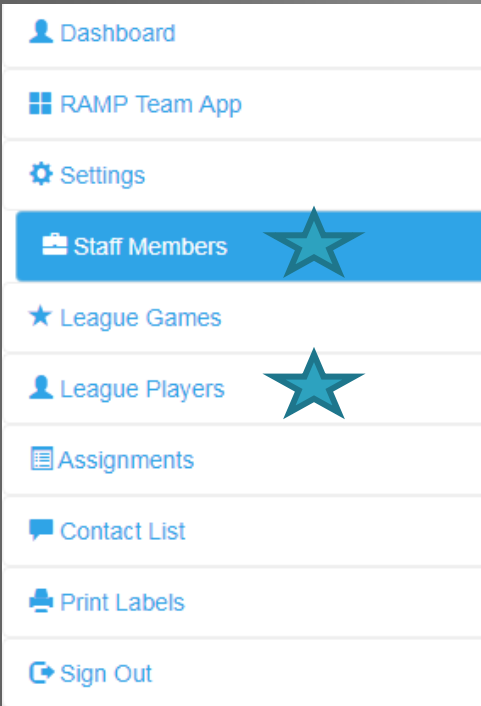 Dashboard
RAMP Team App
Settings
Staff Members
League Games
League Players
Assignments
Contact List
Print Labels
Sign Out